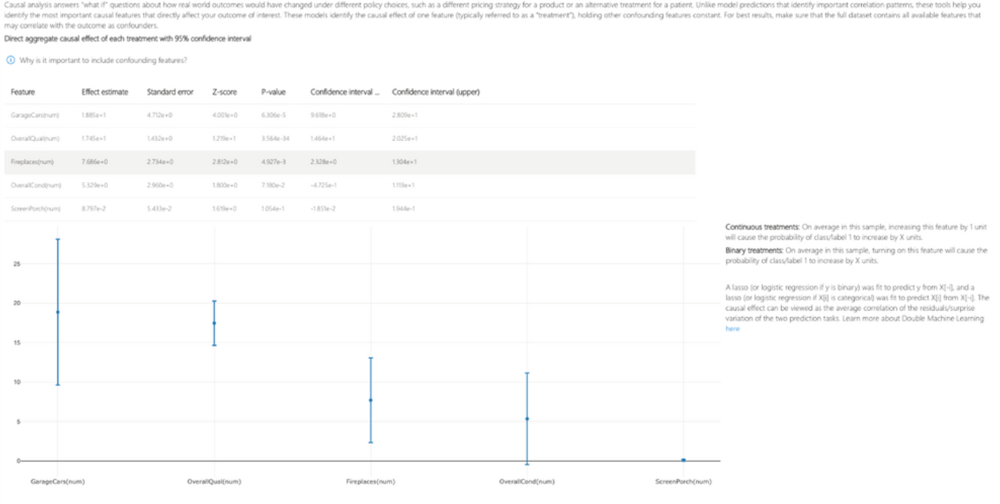 Causal analysis answers "what if" questions about how real world outcomes would have changed under different policy choices, such as a different pricing strategy for a product or an alternative treatment for a patient. Unlike model predictions that identify important correlation patterns, these tools help you
identify the most important causal features that directly affect your outcome of interest. These models identify the causal effect of one feature (typically referred to as a "treatment"), holding other confounding features constant. For best results, make sure that the full dataset contains all available features that
may correlate with the outcome as confounders.
Direct aggregate causal effect of each treatment with 95% confidence interval
Why is it important to include confounding features?
Feature Effect estimate Standard error Z-score P-value Confidence interval ... Confidence interval (upper)
GarageCars(num) 1.885e+1 4.712e+0 4.001e+0 6.306e-5 9.618e+0 2.809e+1
OverallQual(num) 1.745e+1 1.432e+0 1.219e+1 3.564e-34 1.464e+1 2.025e+1
Fireplaces(num) 7.686e+0 2.734e+0 2.812e+0 4.927e-3 2.328e+0 1.304e+1
OverallCond(num) 5.329e+0 2.960e+0 1.800e+0 7.180e-2 -4.725e-1 1.113e+1
ScreenPorch(num) 8.797e-2 5.433e-2 1.619e+0 1.054e-1 -1.851e-2 1.944e-1
25
20
15
10
5
0
GarageCars(num) OverallQual(num) Fireplaces(num) OverallCond(num) ScreenPorch(num)
Continuous treatments: On average in this sample, increasing this feature by 1 unit
will cause the probability of class/label 1 to increase by X units.
Binary treatments: On average in this sample, turning on this feature will cause the
probability of class/label 1 to increase by X units.
A lasso (or logistic regression if y is binary) was fit to predict y from X[-i], and a
lasso (or logistic regression if X[i] is categorical) was fit to predict X[i] from X[-i]. The
causal effect can be viewed as the average correlation of the residuals/surprise
variation of the two prediction tasks. Learn more about Double Machine Learning
here